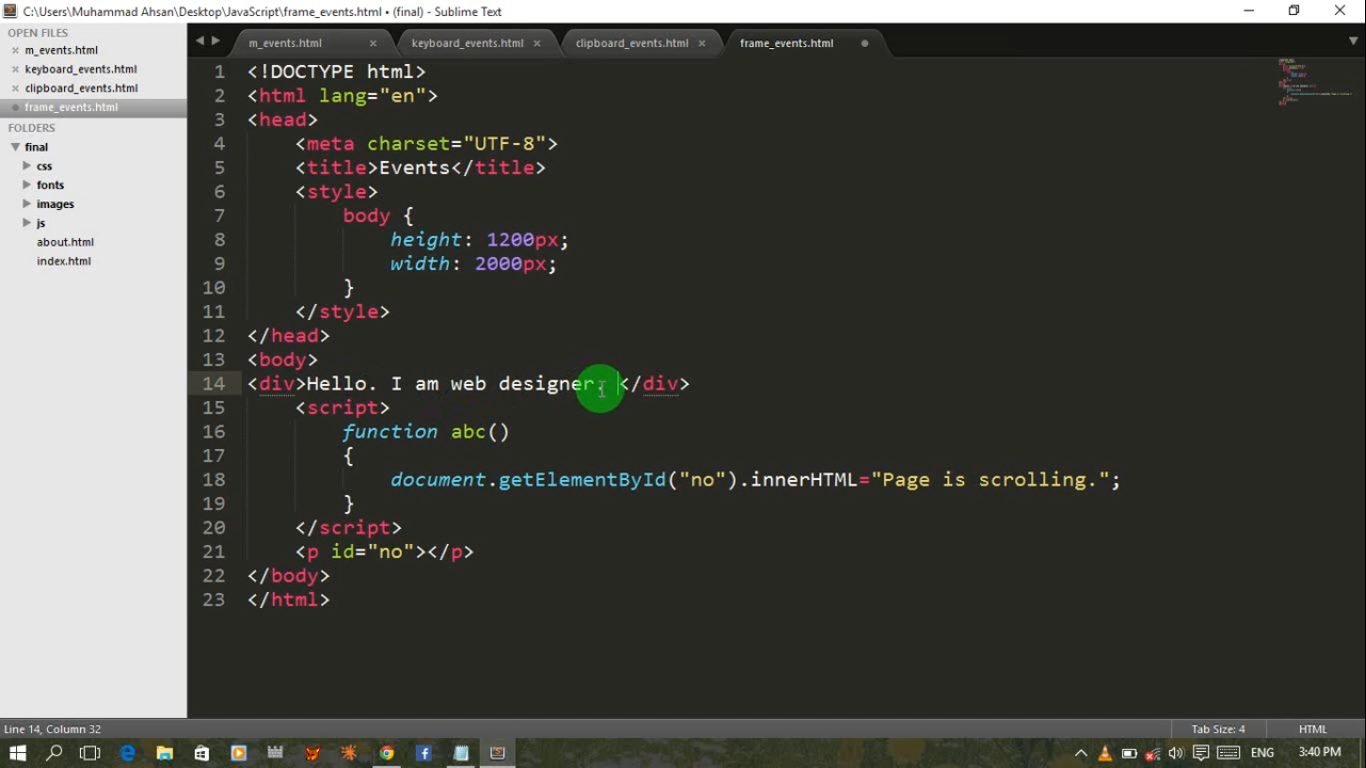 C:\Users\Muhammad Ahsan\Desktop\JavaScript\frame_events.html • (final) - Sublime Text
OPEN FILES
m_events.html
keyboard_events.html
clipboard_events.html
frame_events.html
FOLDERS
final
css
fonts
images
js
about.html
index.html
m_events.html keyboard_events.html clipboard_events.html frame_events.html
1 <!DOCTYPE html>
2 <html lang="en">
3 <head>
4 <meta charset="UTF-8">
5 <title>Events</title>
6 <style>
7 body {
8 height: 1200px;
9 width: 2000px;
10 }
11 </style>
12 </head>
13 <body>
14 <div>Hello. I am web designer. </div>
15 <script>
16 function abc()
17 {
18 document.getElementById("no").innerHTML="Page is scrolling.";
19 }
20 </script>
21 <p id="no"></p>
22 </body>
23 </html>
Line 14, Column 32
Tab Size: 4
HTML
ENG
3:40 PM